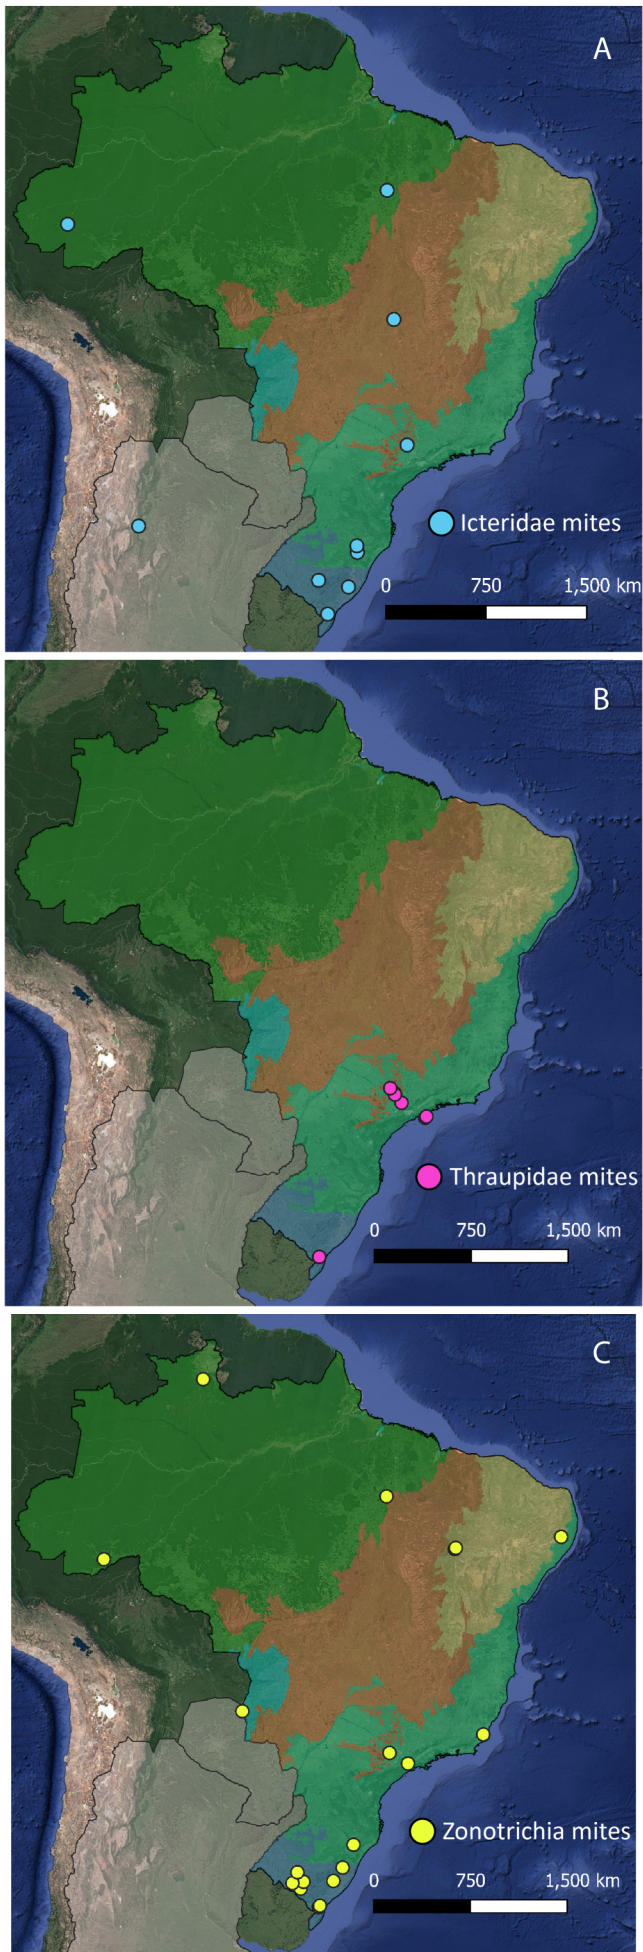 A
Icteridae mites
0 750 1,500 km
B
Thraupidae mites
0 750 1,500 km
C
Zonotrichia mites
0 750 1,500 km